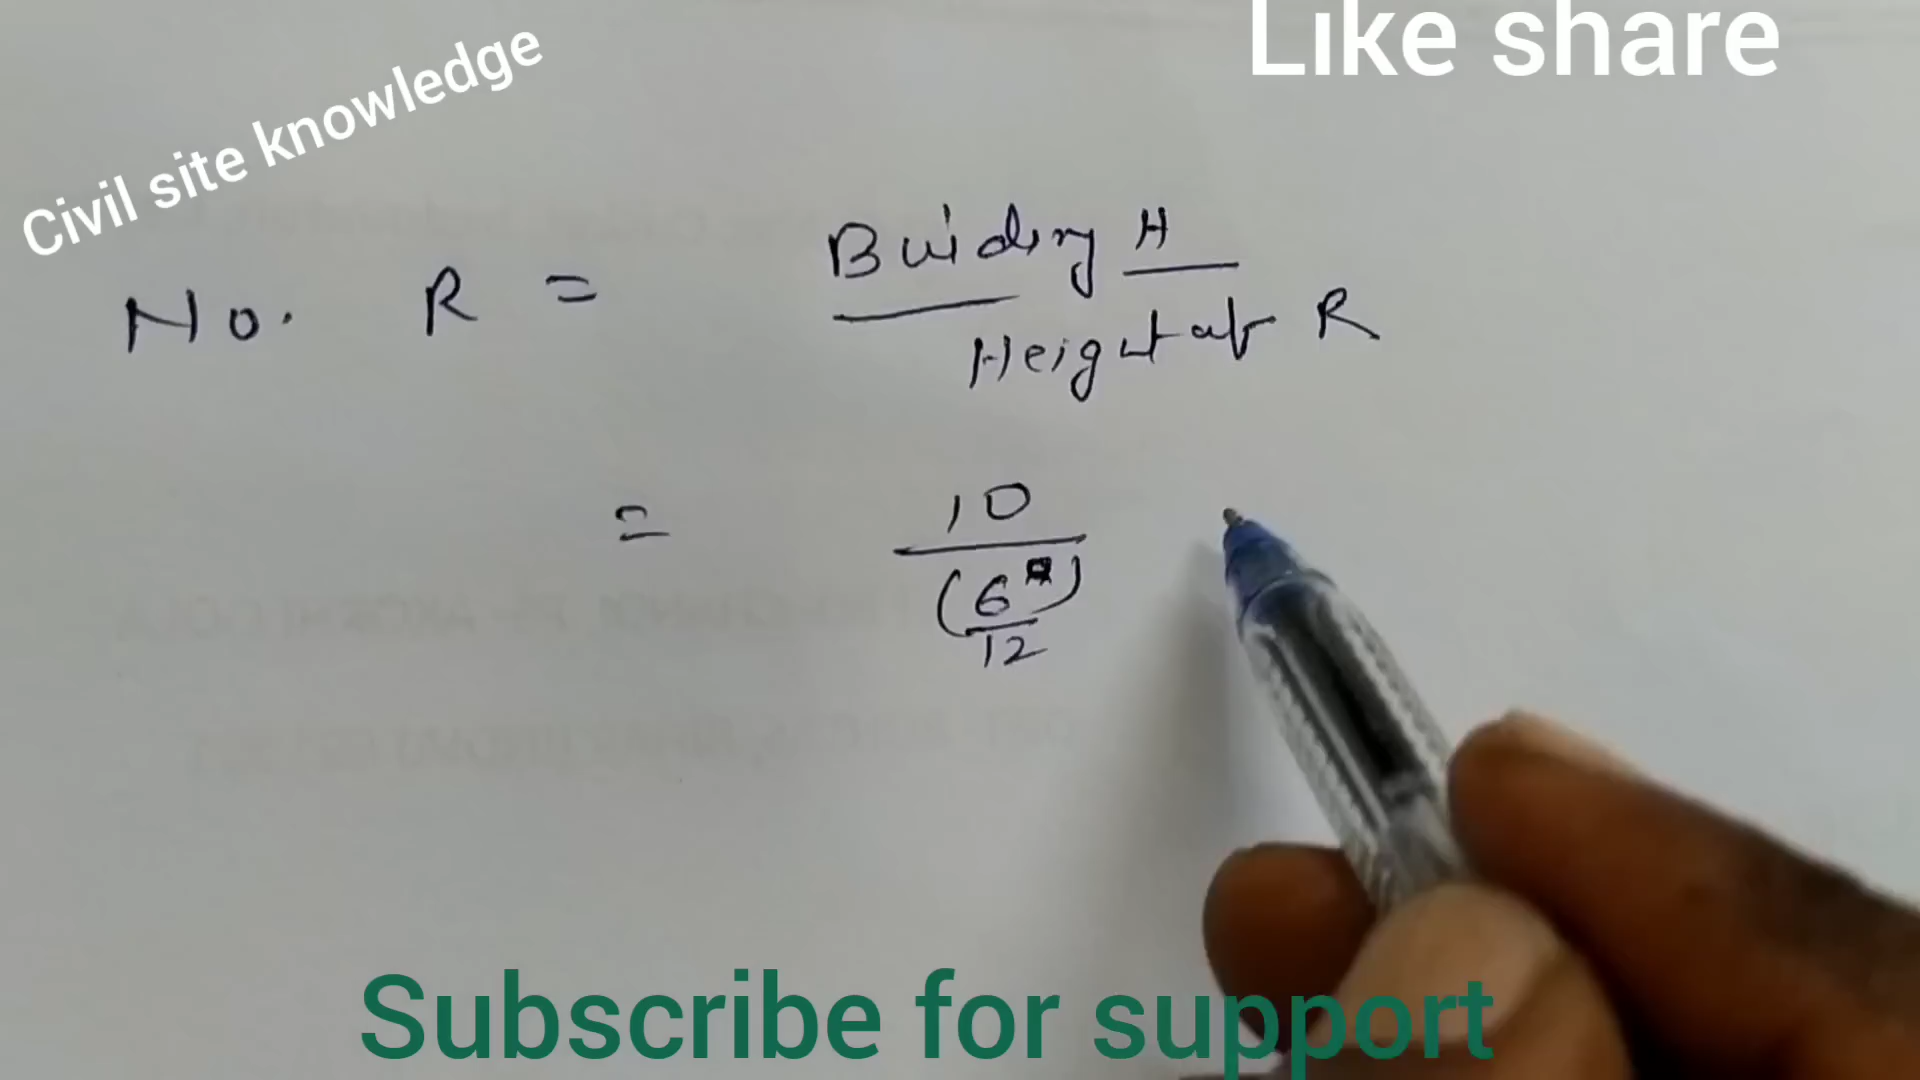 Like share
Civil site knowledge
No. R = Buiding H
Height of R
= 10
(6")
12
Subscribe for support